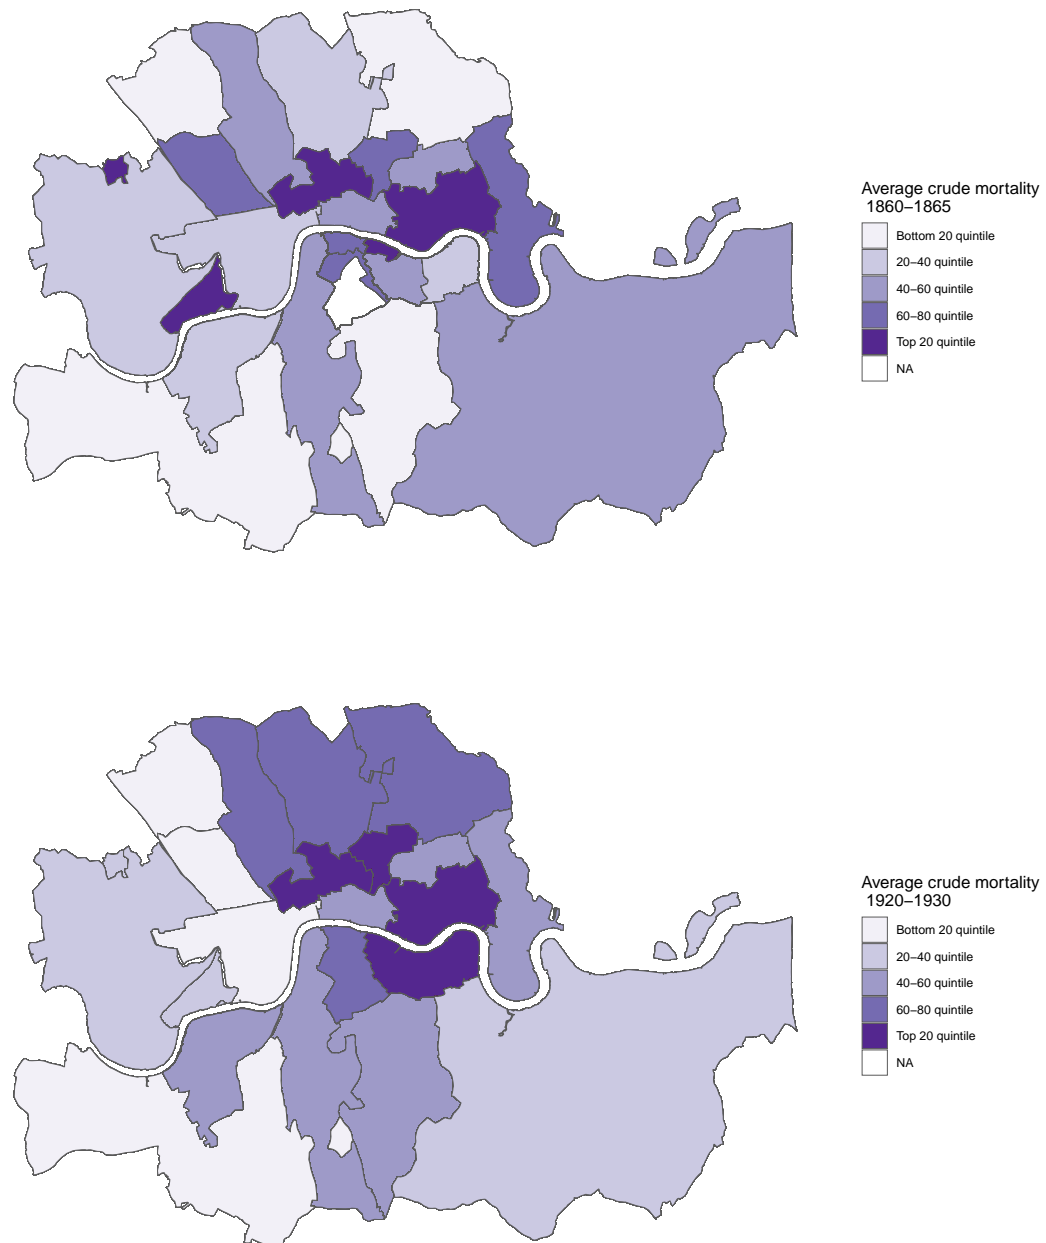 Average crude mortality
1860–1865
Bottom 20 quintile
20–40 quintile
40–60 quintile
60–80 quintile
Top 20 quintile
NA
Average crude mortality
1920–1930
Bottom 20 quintile
20–40 quintile
40–60 quintile
60–80 quintile
Top 20 quintile
NA